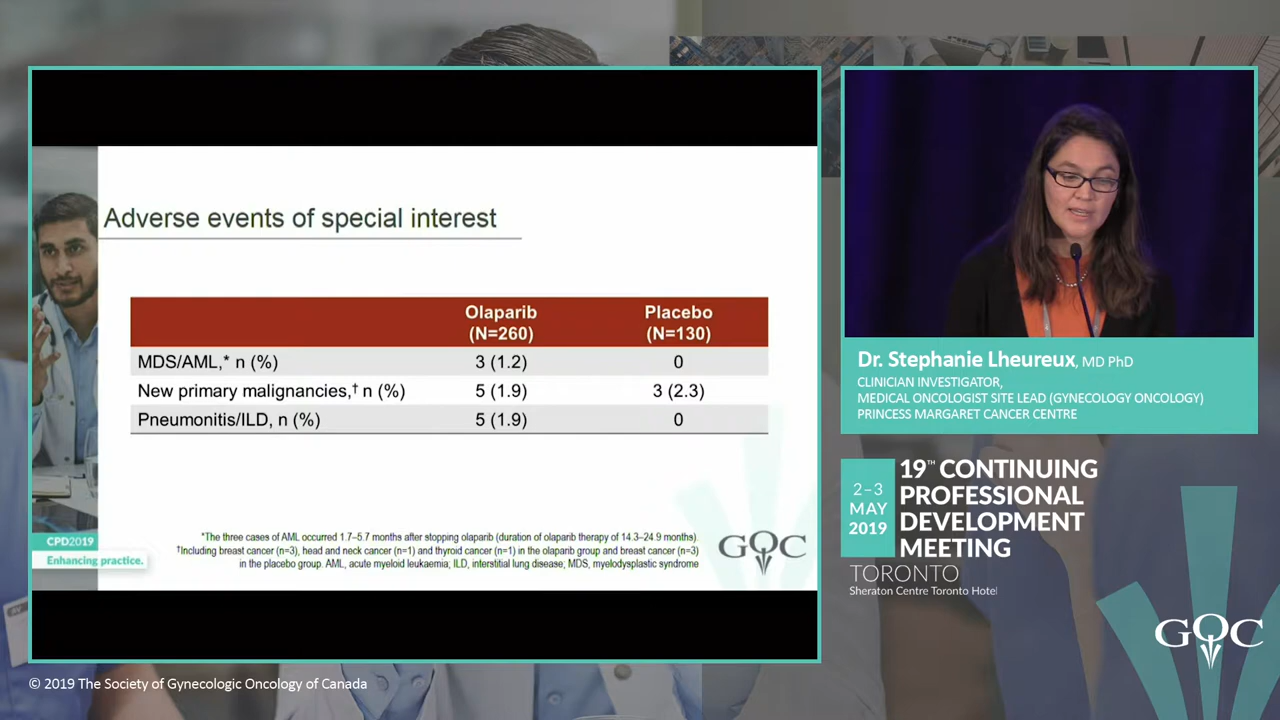 Adverse events of special interest
Olaparib
(N=260)
Placebo
(N=130)
MDS/AML,* n (%) 3 (1.2) 0
New primary malignancies,† n (%) 5 (1.9) 3 (2.3)
Pneumonitis/ILD, n (%) 5 (1.9) 0
*The three cases of AML occurred 1.7–5.7 months after stopping olaparib (duration of olaparib therapy of 14.3–24.9 months).
†Including breast cancer (n=3), head and neck cancer (n=1) and thyroid cancer (n=1) in the olaparib group and breast cancer (n=3)
in the placebo group. AML, acute myeloid leukaemia; ILD, interstitial lung disease; MDS, myelodysplastic syndrome
CPD2019
Enhancing practice.
GOC
Dr. Stephanie Lheureux, MD PhD
CLINICIAN INVESTIGATOR,
MEDICAL ONCOLOGIST SITE LEAD (GYNECOLOGY ONCOLOGY)
PRINCESS MARGARET CANCER CENTRE
2–3
MAY
2019
19TH CONTINUING
PROFESSIONAL
DEVELOPMENT
MEETING
TORONTO
Sheraton Centre Toronto Hotel
GOC
© 2019 The Society of Gynecologic Oncology of Canada